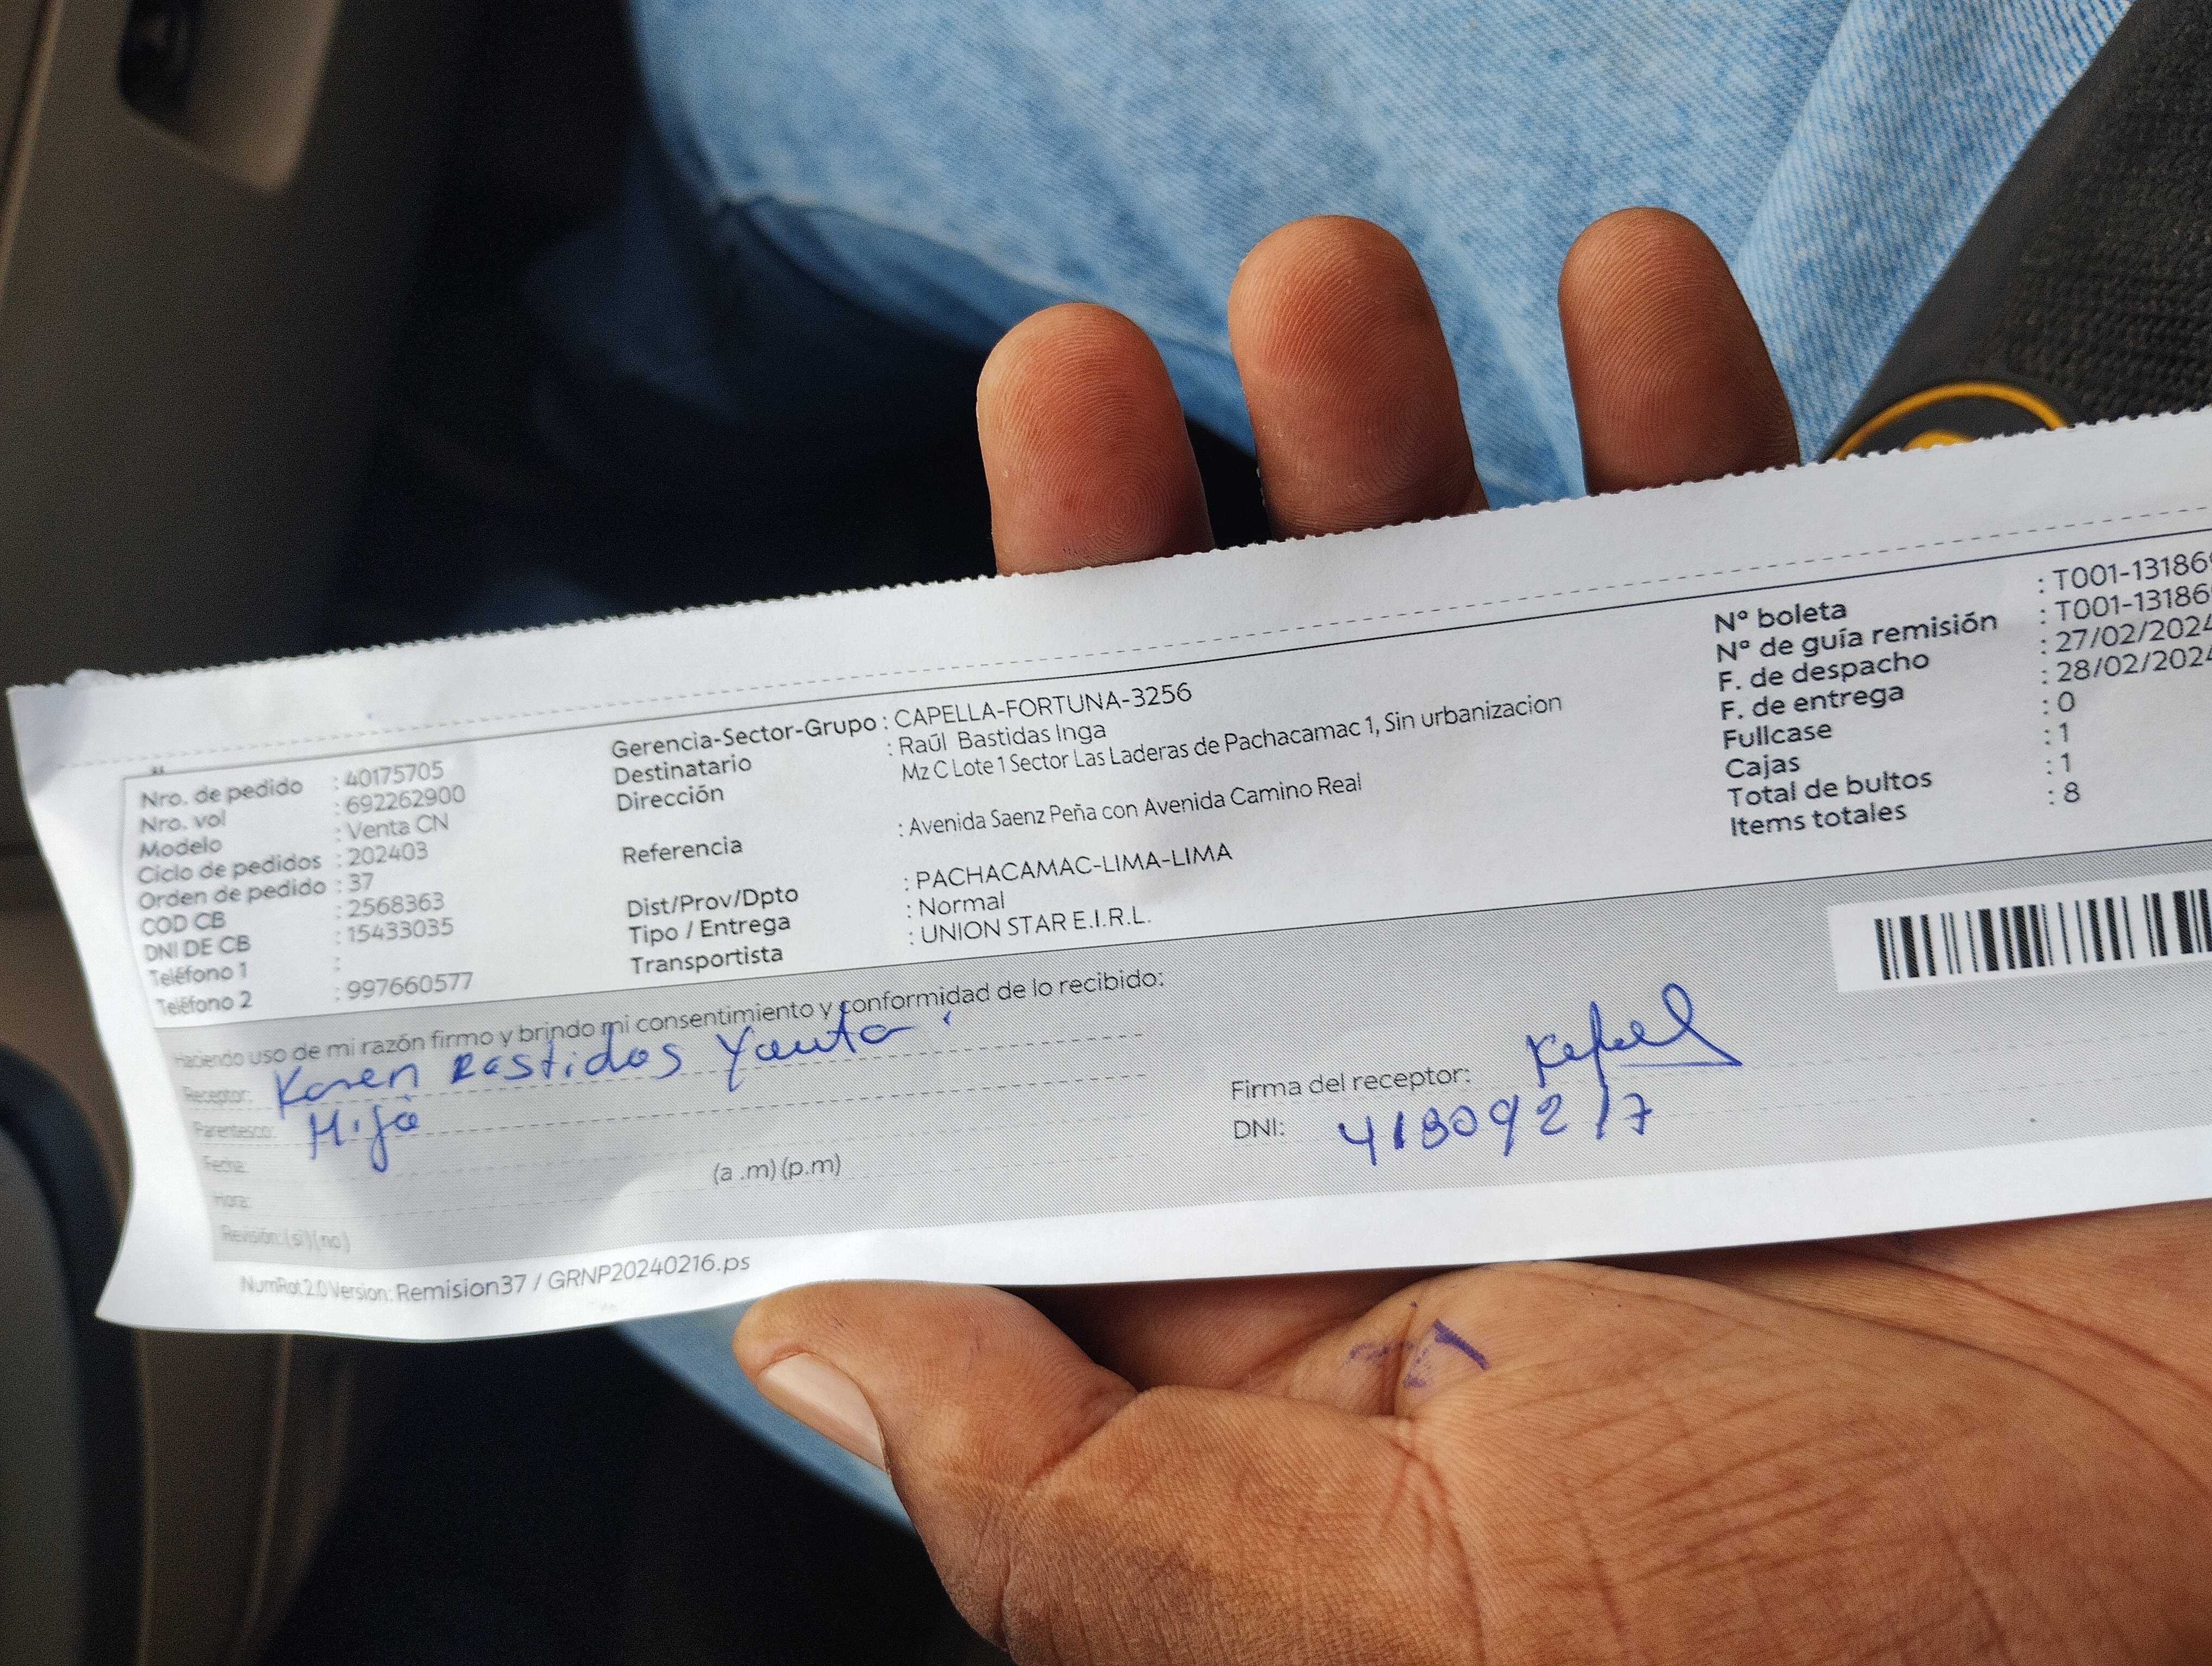 Nro. de pedido : 40175705
Nro. vol : 692262900
Modelo : Venta CN
Ciclo de pedidos : 202403
Orden de pedido : 37
COD CB : 2568363
DNI DE CB : 15433035
Teléfono 1 :
Teléfono 2 : 997660577
Gerencia-Sector-Grupo : CAPELLA-FORTUNA-3256
Destinatario : Raúl Bastidas Inga
Dirección Mz C Lote 1 Sector Las Laderas de Pachacamac 1, Sin urbanizacion
Referencia : Avenida Saenz Peña con Avenida Camino Real
Dist/Prov/Dpto : PACHACAMAC-LIMA-LIMA
Tipo / Entrega : Normal
Transportista : UNION STAR E.I.R.L.
Nº boleta : T001-13186
Nº de guía remisión : T001-13186
F. de despacho : 27/02/2024
F. de entrega : 28/02/2024
Fullcase : 0
Cajas : 1
Total de bultos : 1
Items totales : 8
Haciendo uso de mi razón firmo y brindo mi consentimiento y conformidad de lo recibido:
Receptor: Karen Bastidas Yauta
Parentesco: Hija
Fecha:
Hora: (a .m) (p.m)
Revisión: (si) (no)
Firma del receptor:
DNI: 41809217
NumRot 2.0 Version: Remision37 / GRNP20240216.ps